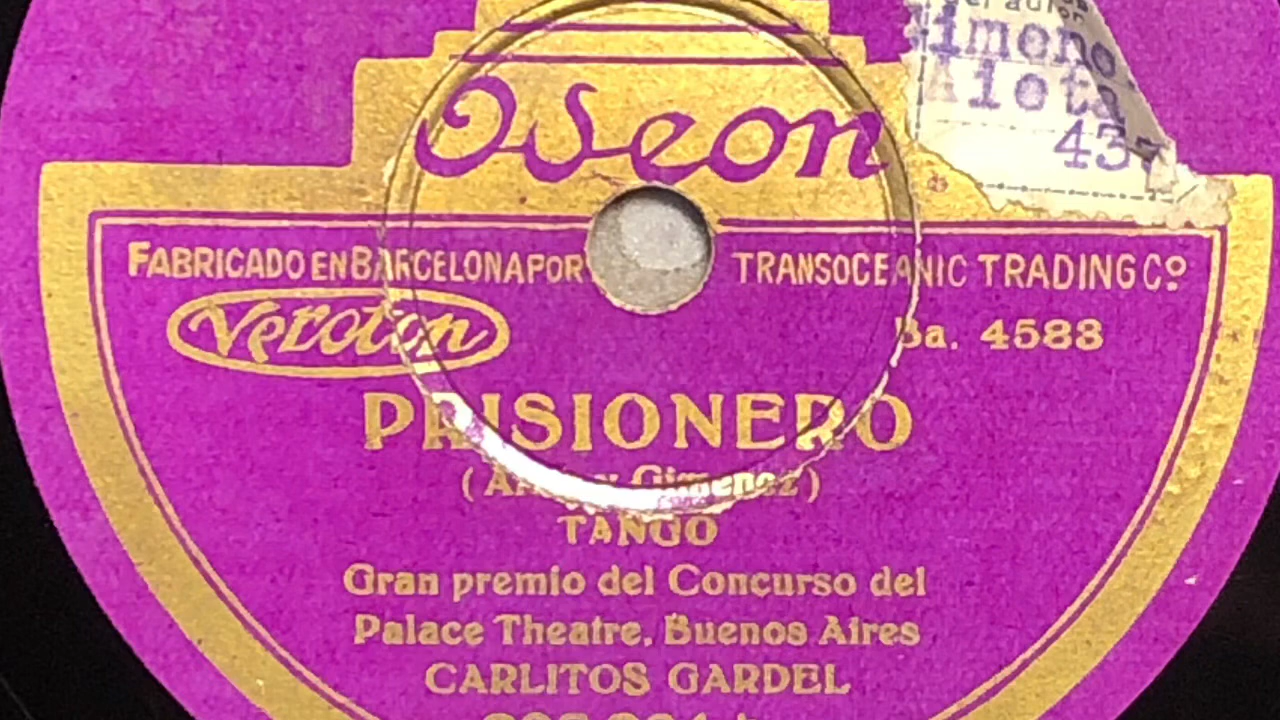 Odeon
FABRICADO EN BARCELONA POR TRANSOCEANIC TRADING Cº
Veroton
Ba. 4588
PRISIONERO
y Gimenez)
TANGO
Gran premio del Concurso del
Palace Theatre, Buenos Aires
CARLITOS GARDEL